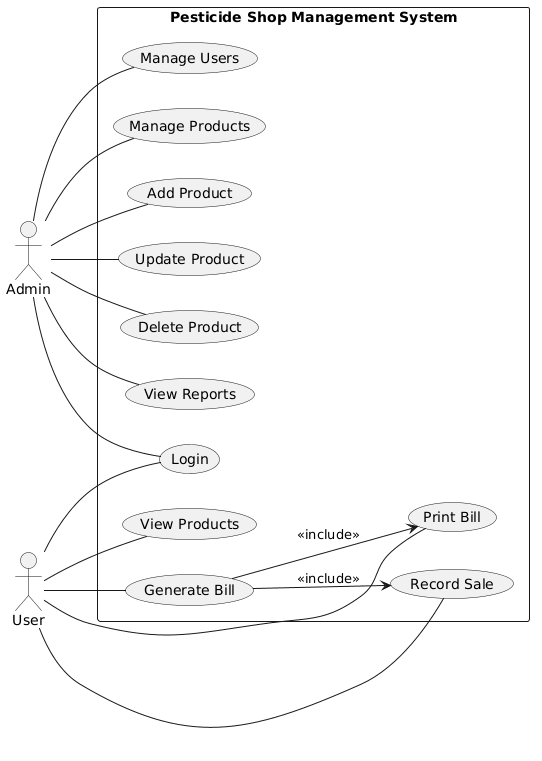 Pesticide Shop Management System
Manage Users
Manage Products
Add Product
Admin
Update Product
Delete Product
View Reports
Login
View Products
Print Bill
«include»
User
Generate Bill
«include»
Record Sale